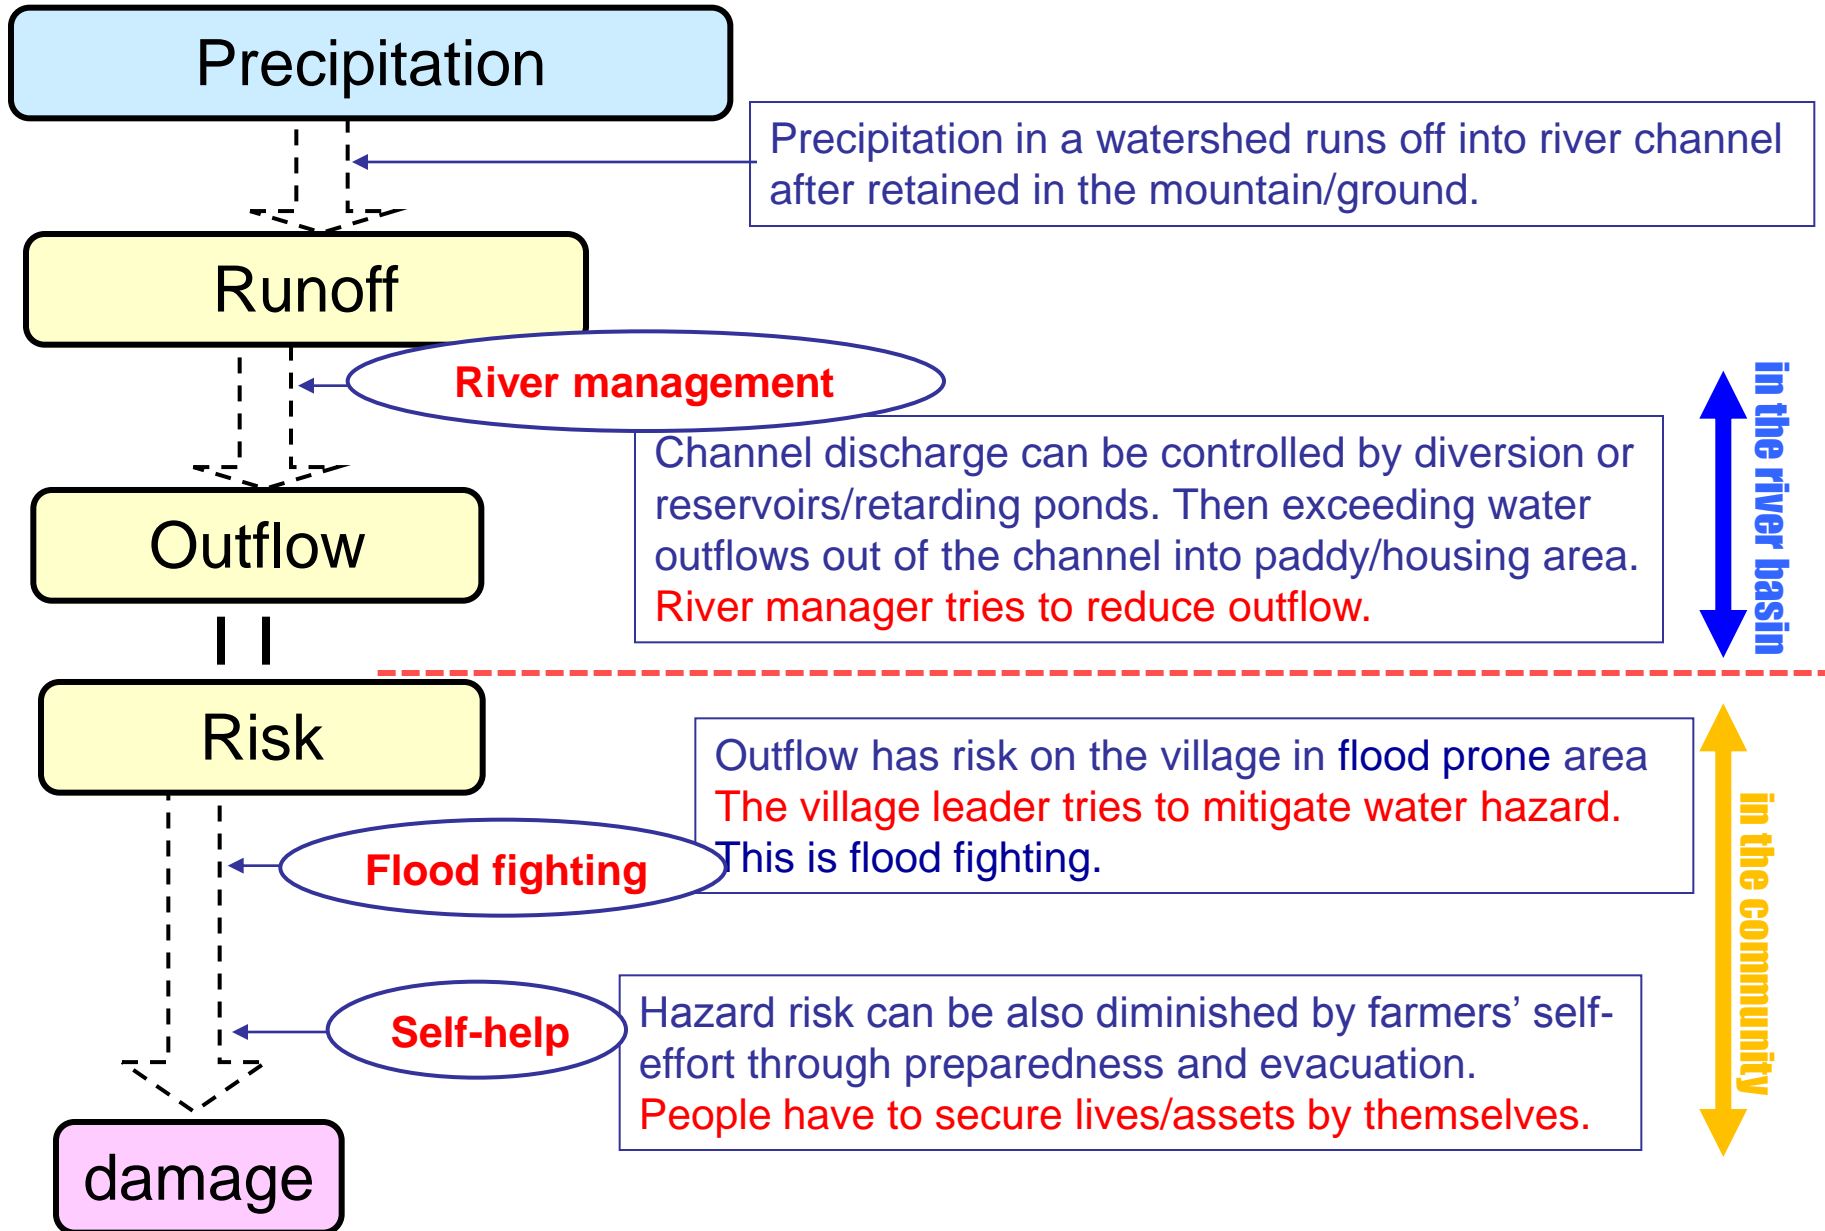 Precipitation
Precipitation in a watershed runs off into river channel
after retained in the mountain/ground.
Runoff
River management
Channel discharge can be controlled by diversion or
reservoirs/retarding ponds. Then exceeding water
outflows out of the channel into paddy/housing area.
River manager tries to reduce outflow.
in the river basin
Outflow
Risk
Outflow has risk on the village in flood prone area
The village leader tries to mitigate water hazard.
This is flood fighting.
Flood fighting
in the community
Self-help
Hazard risk can be also diminished by farmers’ self-
effort through preparedness and evacuation.
People have to secure lives/assets by themselves.
damage